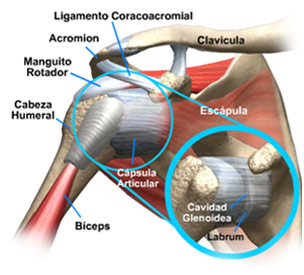 Ligamento Coracoacromial
Acromion
Clavicula
Manguito
Rotador
Cabeza
Humeral
Escápula
Cápsula
Articular
Cavidad
Glenoidea
Labrum
Bíceps